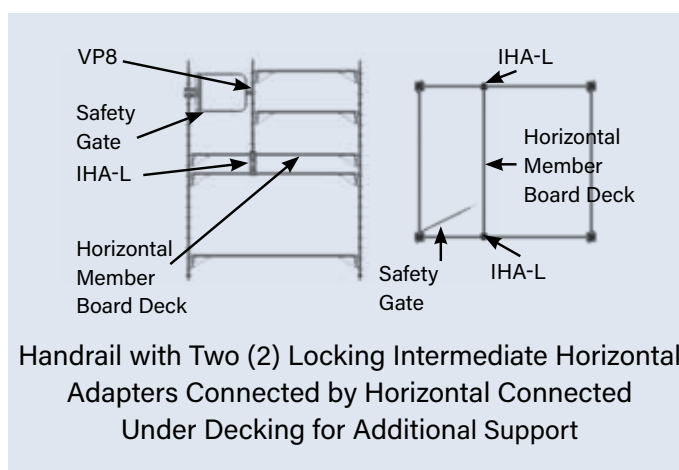 VP8
Safety
Gate
IHA-L
Horizontal
Member
Board Deck
IHA-L
Horizontal
Member
Board Deck
Safety
Gate
IHA-L
Handrail with Two (2) Locking Intermediate Horizontal
Adapters Connected by Horizontal Connected
Under Decking for Additional Support